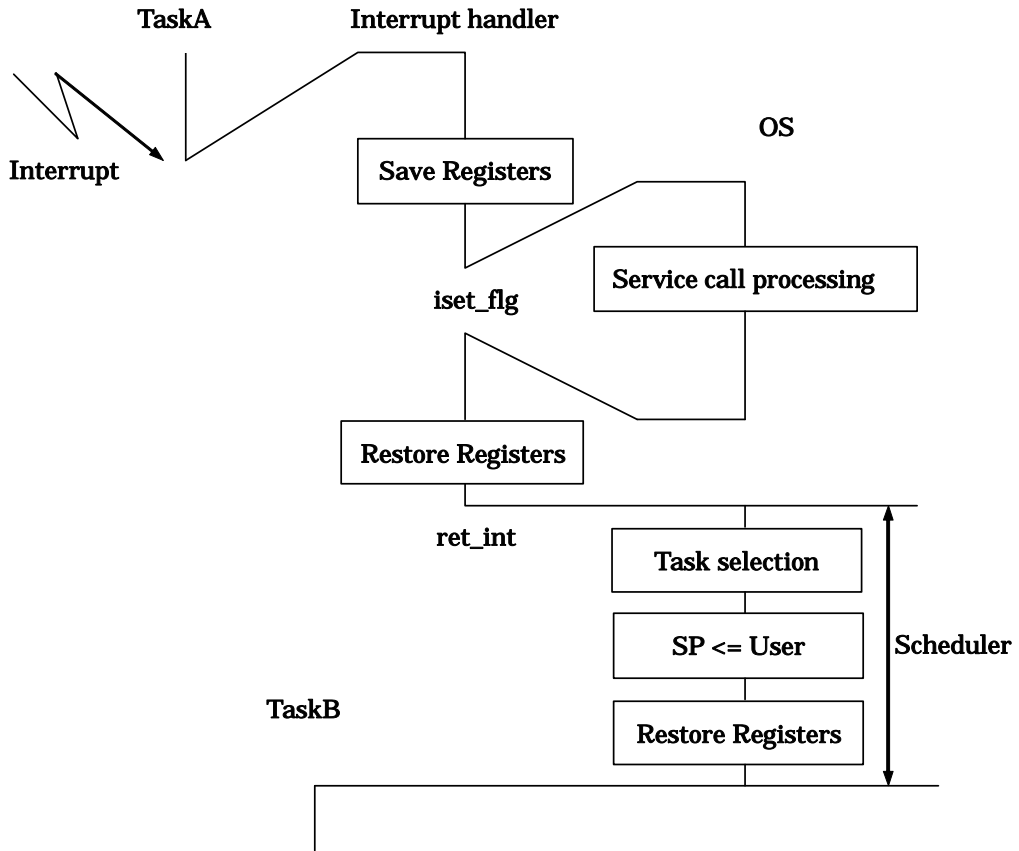 TaskA
Interrupt handler
OS
Interrupt
Save Registers
Service call processing
iset_flg
Restore Registers
ret_int
Task selection
SP <= User
Scheduler
TaskB
Restore Registers